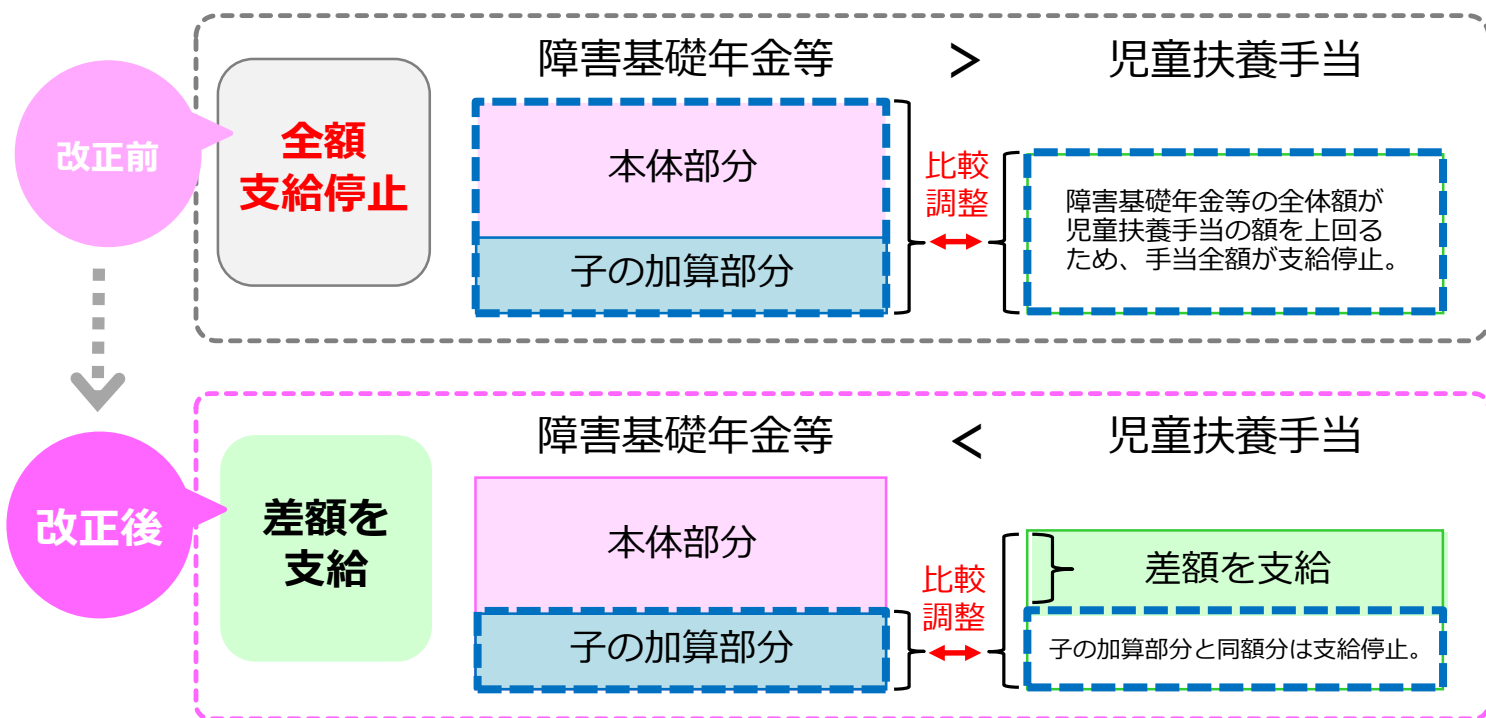 改正前
全額
支給停止
障害基礎年金等 > 児童扶養手当
本体部分
子の加算部分
比較
調整
障害基礎年金等の全体額が
児童扶養手当の額を上回る
ため、手当全額が支給停止。
改正後
差額を
支給
障害基礎年金等 < 児童扶養手当
本体部分
子の加算部分
比較
調整
差額を支給
子の加算部分と同額分は支給停止。